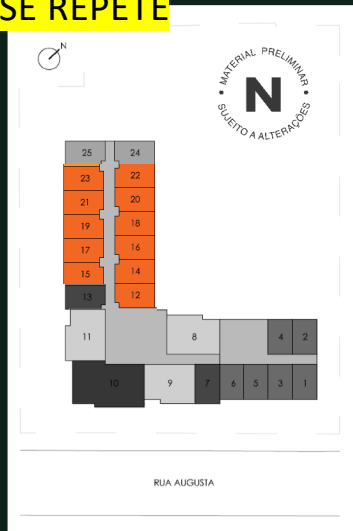 SE REPETE
N
MATERIAL PRELIMINAR
N
SUJEITO A ALTERAÇÕES
25 24
23 22
21 20
19 18
17 16
15 14
13 12
11 8 4 2
10 9 7 6 5 3 1
RUA AUGUSTA